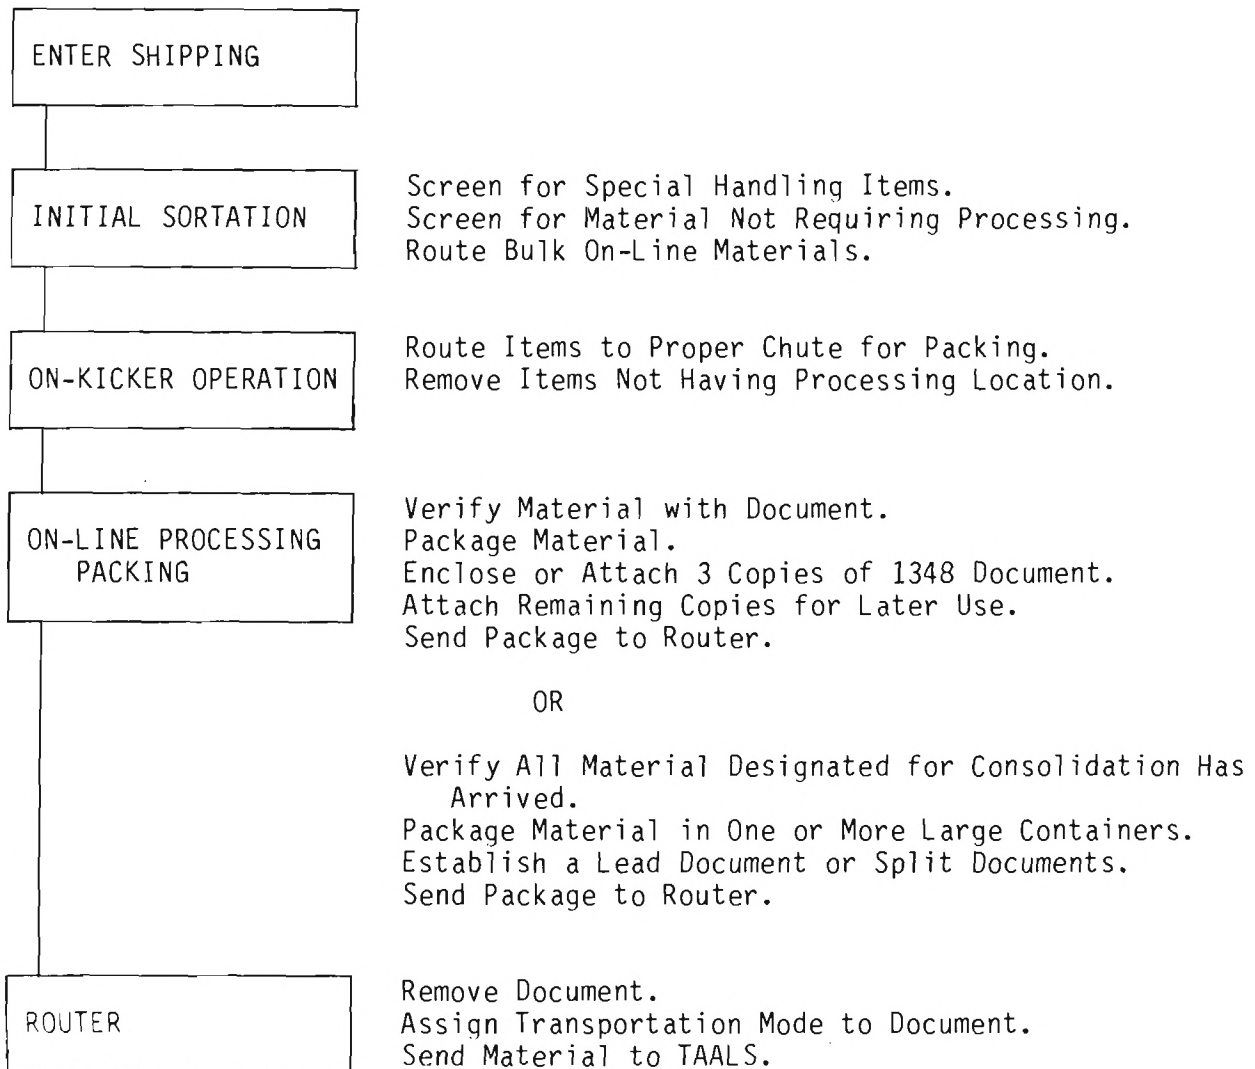 ENTER SHIPPING
INITIAL SORTATION
Screen for Special Handling Items.
Screen for Material Not Requiring Processing.
Route Bulk On-Line Materials.
ON-KICKER OPERATION
Route Items to Proper Chute for Packing.
Remove Items Not Having Processing Location.
ON-LINE PROCESSING
PACKING
Verify Material with Document.
Package Material.
Enclose or Attach 3 Copies of 1348 Document.
Attach Remaining Copies for Later Use.
Send Package to Router.
OR
Verify All Material Designated for Consolidation Has
Arrived.
Package Material in One or More Large Containers.
Establish a Lead Document or Split Documents.
Send Package to Router.
ROUTER
Remove Document.
Assign Transportation Mode to Document.
Send Material to TAALS.